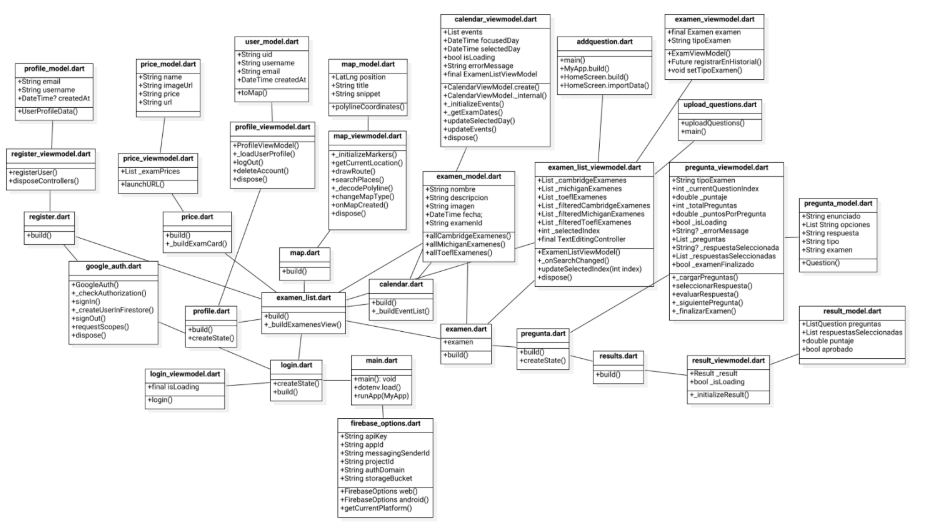 profile_model.dart
+String email
+String username
+DateTime? createdAt
+UserProfileData()
register_viewmodel.dart
+registerUser()
+disposeControllers()
register.dart
+build()
google_auth.dart
+GoogleAuth()
+_checkAuthorization()
+signIn()
+_createUserInFirestore()
+signOut()
+requestScopes()
+dispose()
price_model.dart
+String name
+String imageUrl
+String price
+String url
price_viewmodel.dart
+List _examPrices
+launchURL()
price.dart
+build()
+_buildExamCard()
user_model.dart
+String uid
+String username
+String email
+DateTime createdAt
+toMap()
profile_viewmodel.dart
+ProfileViewModel()
+_loadUserProfile()
+logOut()
+deleteAccount()
+dispose()
profile.dart
+build()
+createState()
map_model.dart
+LatLng position
+String title
+String snippet
+polylineCoordinates()
map_viewmodel.dart
+_initializeMarkers()
+getCurrentLocation()
+drawRoute()
+searchPlaces()
+_decodePolyline()
+changeMapType()
+onMapCreated()
+dispose()
map.dart
+build()
examen_list.dart
+build()
+_buildExamenesView()
calendar_viewmodel.dart
+List events
+DateTime focusedDay
+DateTime selectedDay
+bool isLoading
+String errorMessage
+final ExamenListViewModel
+CalendarViewModel.create()
+CalendarViewModel._internal()
+_initializeEvents()
+_getExamDates()
+updateSelectedDay()
+updateEvents()
+dispose()
examen_model.dart
+String nombre
+String descripcion
+String imagen
+DateTime fecha;
+String examenId
+allCambridgeExamenes()
+allMichiganExamenes()
+allToeflExamenes()
calendar.dart
+build()
+_buildEventList()
addquestion.dart
+main()
+MyApp.build()
+HomeScreen.build()
+HomeScreen.importData()
examen_viewmodel.dart
+final Examen examen
+String tipoExamen
+ExamViewModel()
+Future registrarEnHistorial()
+void setTipoExamen()
upload_questions.dart
+uploadQuestions()
+main()
examen_list_viewmodel.dart
+List _cambridgeExamenes
+List _michiganExamenes
+List _toeflExamenes
+List _filteredCambridgeExamenes
+List _filteredMichiganExamenes
+List _filteredToeflExamenes
+int _selectedIndex
+final TextEditingController
+ExamenListViewModel()
+_onSearchChanged()
+updateSelectedIndex(int index)
+dispose()
pregunta_viewmodel.dart
+String tipoExamen
+int _currentQuestionIndex
+double _puntaje
+int _totalPreguntas
+double _puntosPorPregunta
+bool _isLoading
+String? _errorMessage
+List _preguntas
+String? _respuestaSeleccionada
+List _respuestasSeleccionadas
+bool _examenFinalizado
+_cargarPreguntas()
+seleccionarRespuesta()
+evaluarRespuesta()
+_siguientePregunta()
+_finalizarExamen()
pregunta_model.dart
+String enunciado
+List<String> opciones
+String respuesta
+String tipo
+String examen
+Question()
result_model.dart
+ListQuestion preguntas
+List respuestasSeleccionadas
+double puntaje
+bool aprobado
examen.dart
+examen
+build()
pregunta.dart
+build()
+createState()
results.dart
+build()
result_viewmodel.dart
+Result _result
+bool _isLoading
+_initializeResult()
login_viewmodel.dart
+final isLoading
+login()
login.dart
+createState()
+build()
main.dart
+main(): void
+dotenv.load()
+runApp(MyApp)
firebase_options.dart
+String apiKey
+String appId
+String messagingSenderId
+String projectId
+String authDomain
+String storageBucket
+FirebaseOptions web()
+FirebaseOptions android()
+getCurrentPlatform()